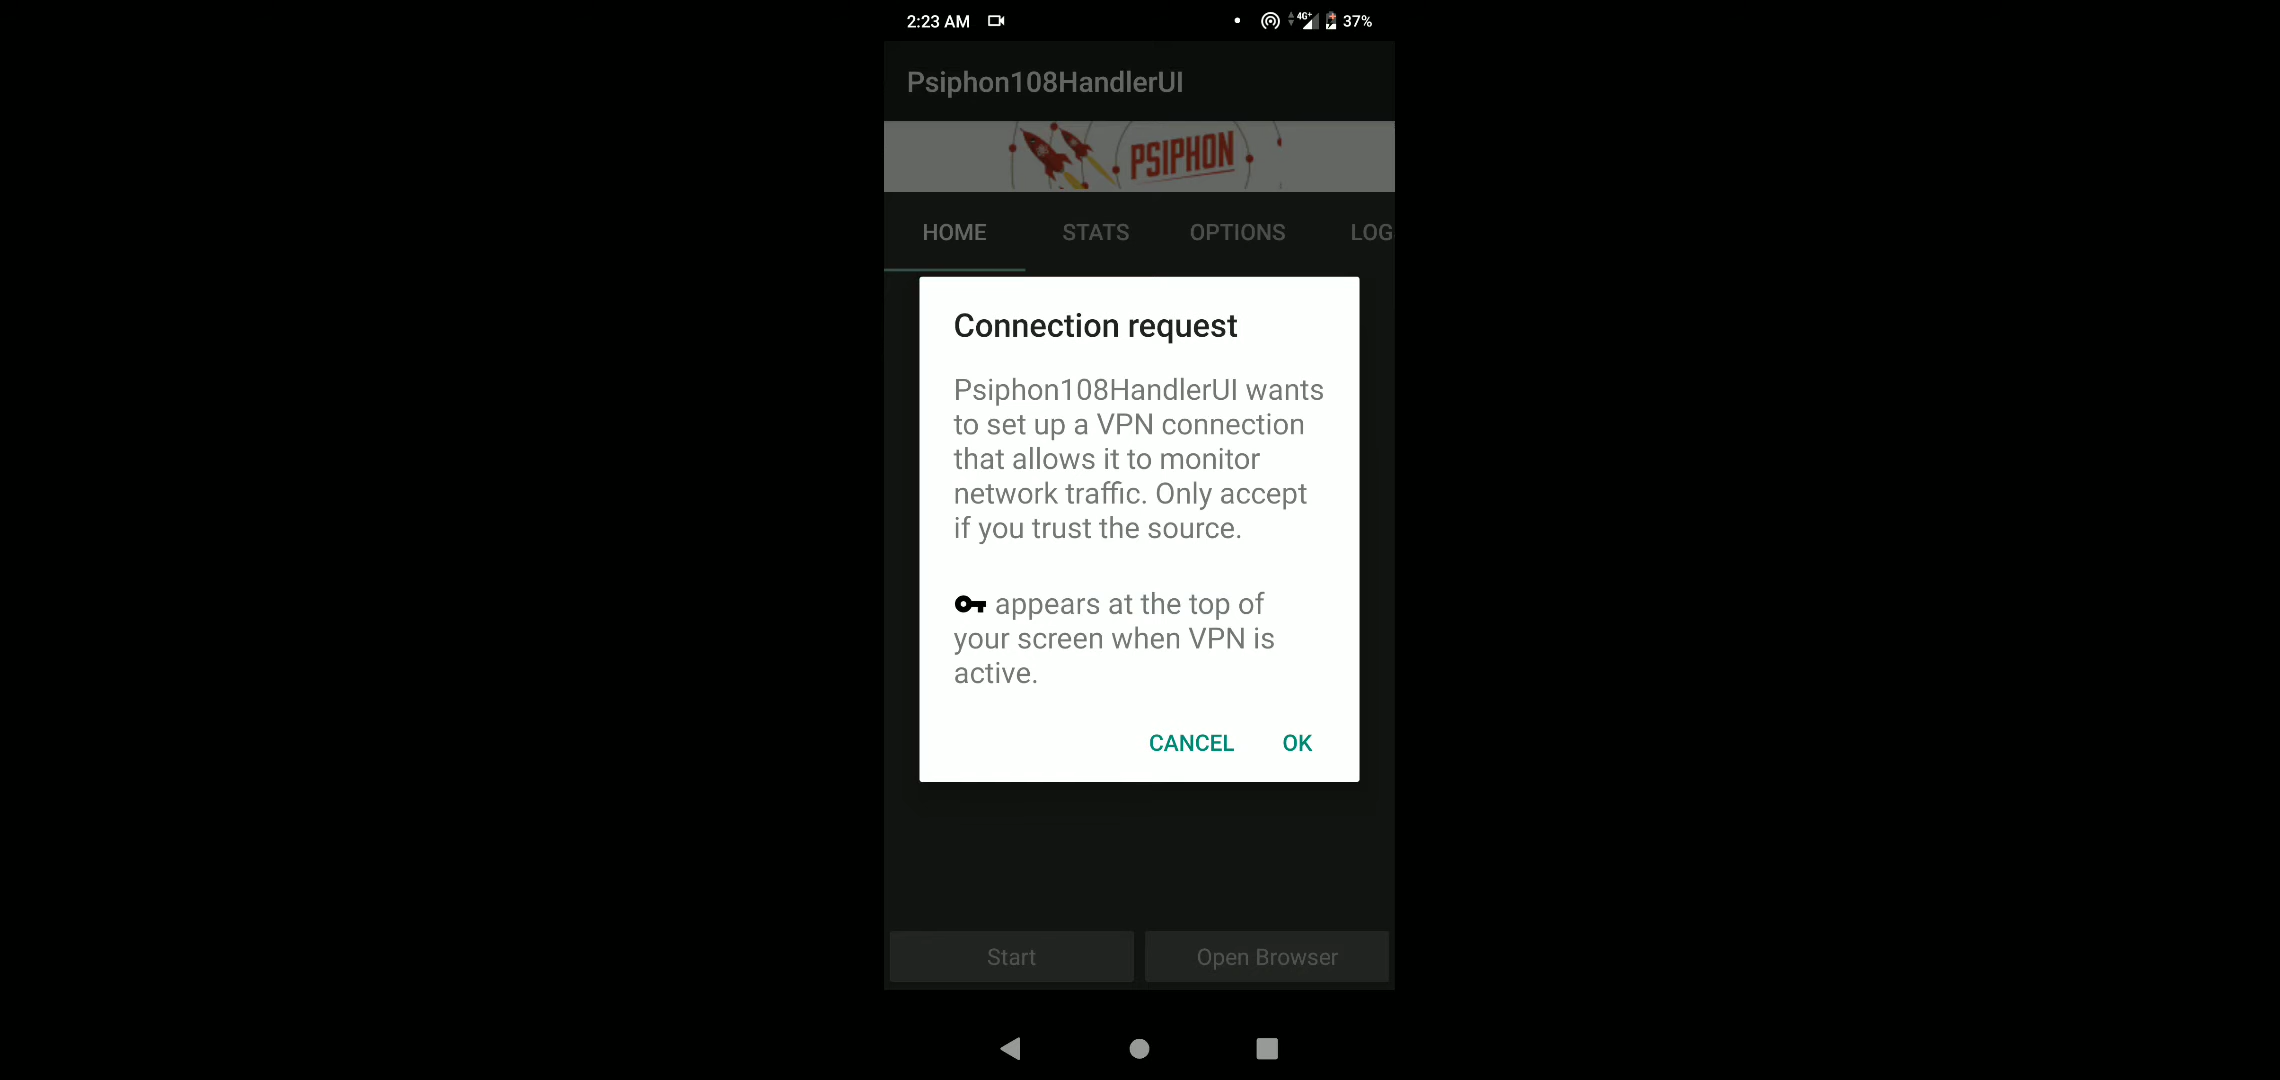 2:23 AM 4G+ 37%
Psiphon108HandlerUI
PSIPHON
HOME STATS OPTIONS LOG
Connection request
Psiphon108HandlerUI wants
to set up a VPN connection
that allows it to monitor
network traffic. Only accept
if you trust the source.
appears at the top of
your screen when VPN is
active.
CANCEL OK
Start Open Browser